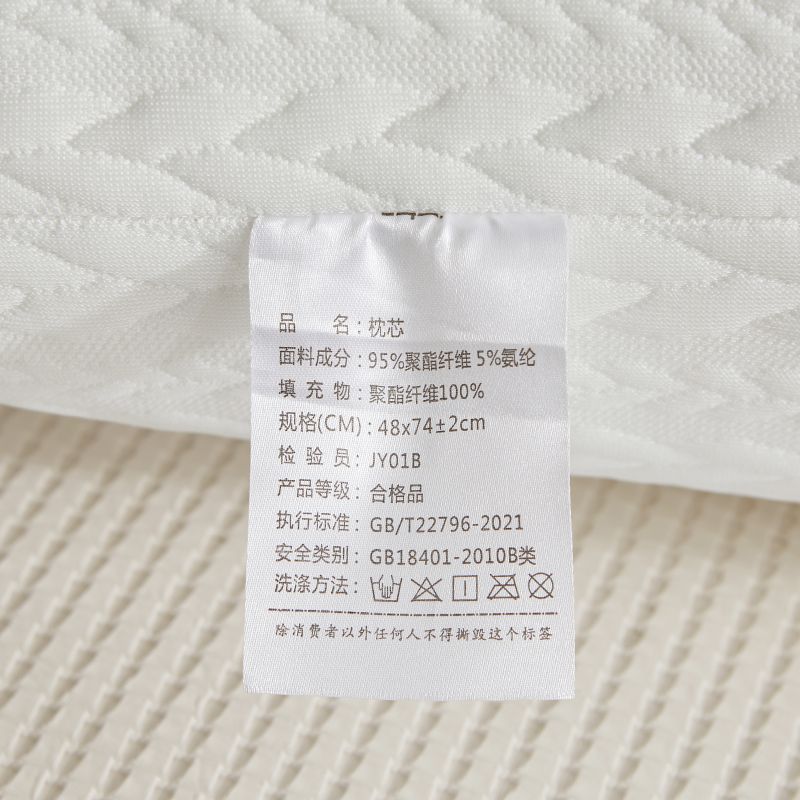 品 名：枕芯
面料成分：95%聚酯纤维 5%氨纶
填 充 物：聚酯纤维100%
规格(CM)：48x74±2cm
检 验 员：JY01B
产品等级：合格品
执行标准：GB/T22796-2021
安全类别：GB18401-2010B类
洗涤方法：
除消费者以外任何人不得撕毁这个标签